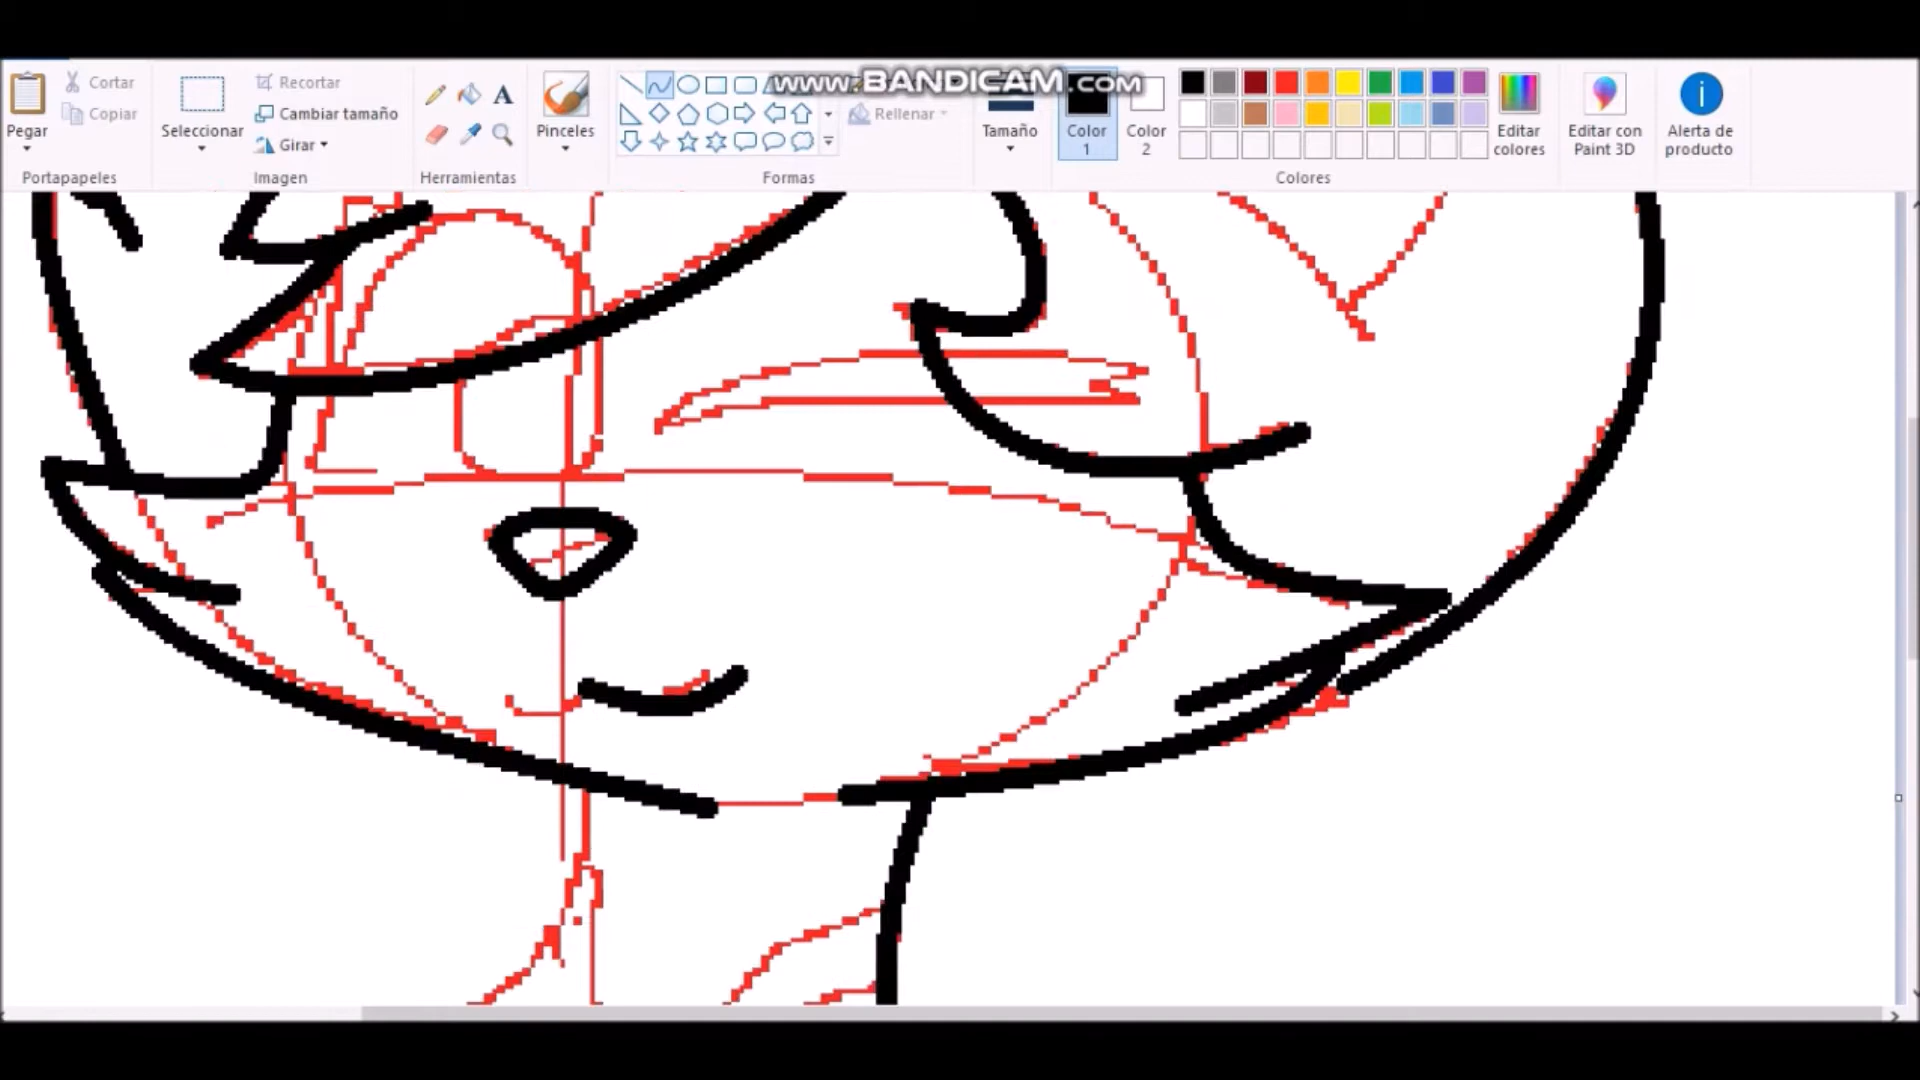 www.BANDICAM.com
Cortar
Copiar
Pegar
Portapapeles
Seleccionar
Recortar
Cambiar tamaño
Girar
Imagen
A
Herramientas
Pinceles
Rellenar
Formas
Tamaño
Color
1
Color
2
Editar
colores
Colores
Editar con
Paint 3D
Alerta de
producto